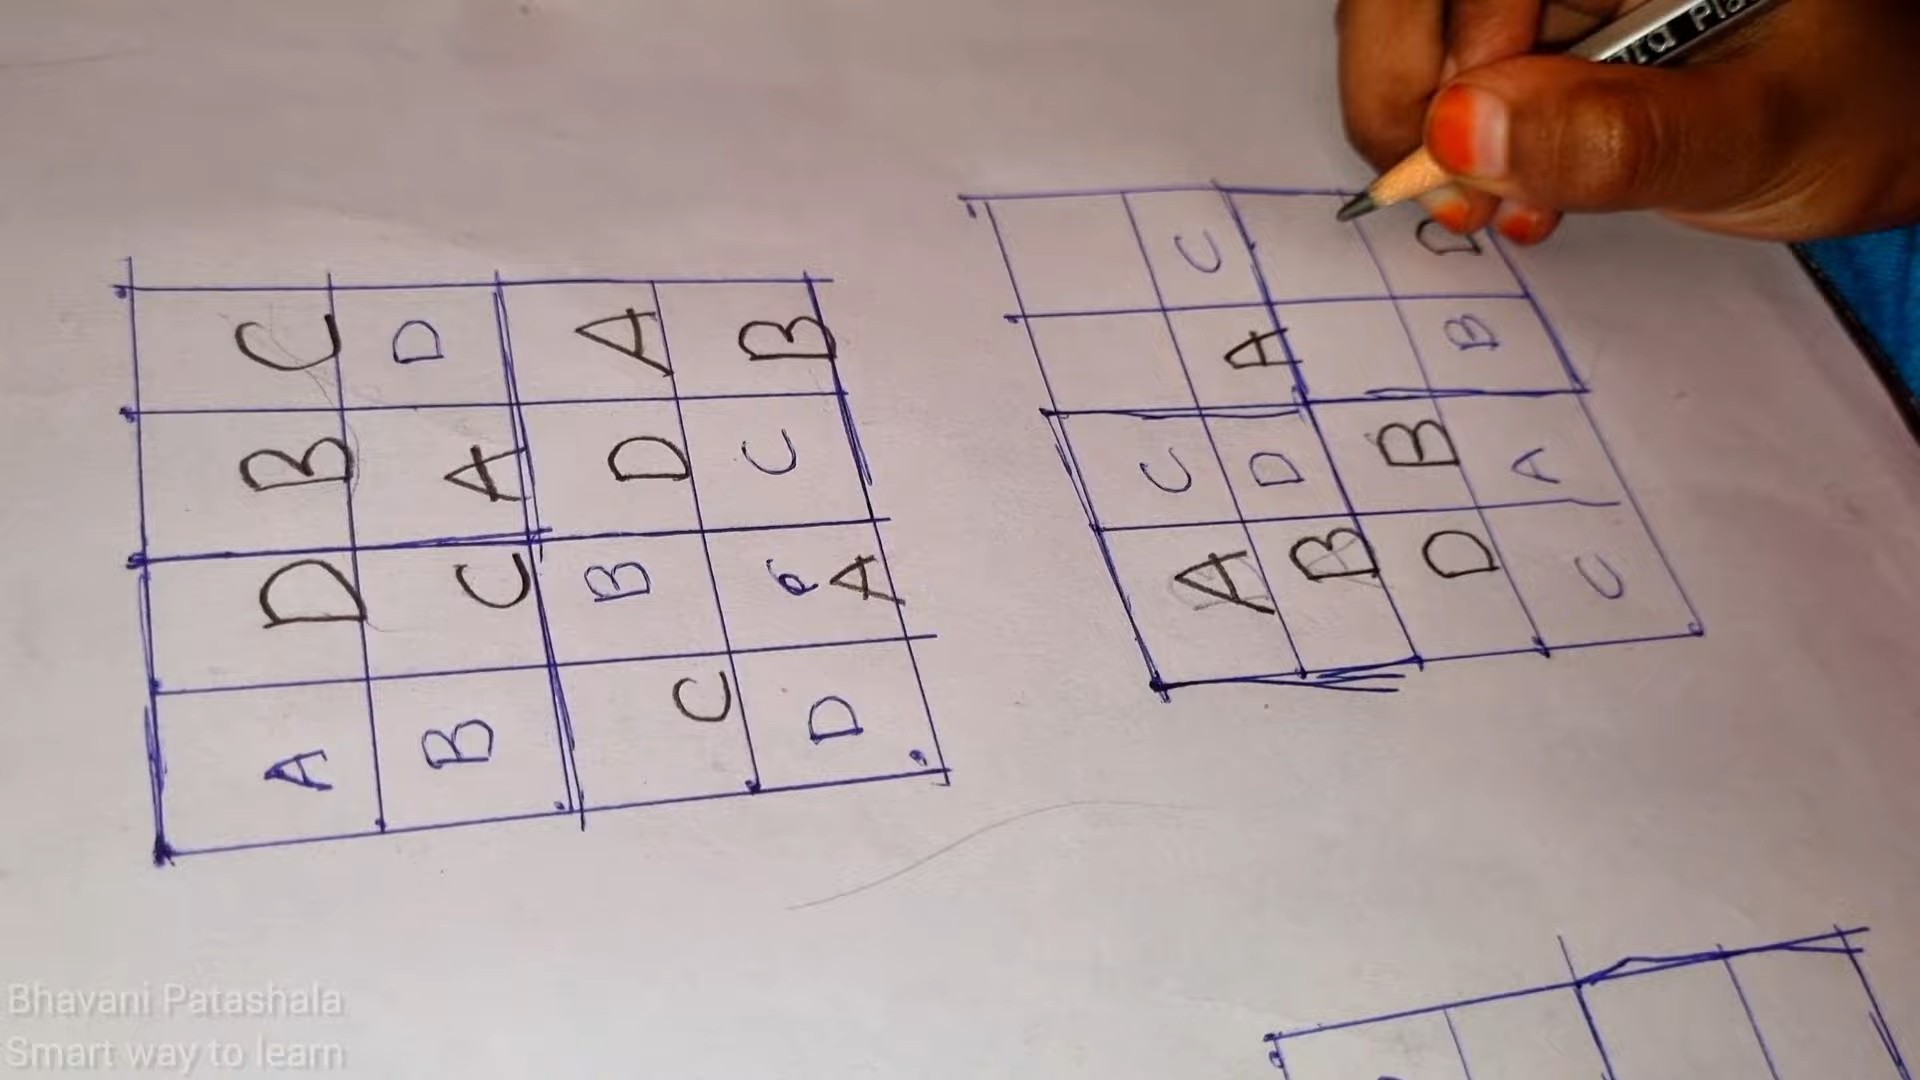 A D B C
B C A D
C B D A
D A C B
A C
B D A C
D B
C A B D
Bhavani Patashala
Smart way to learn